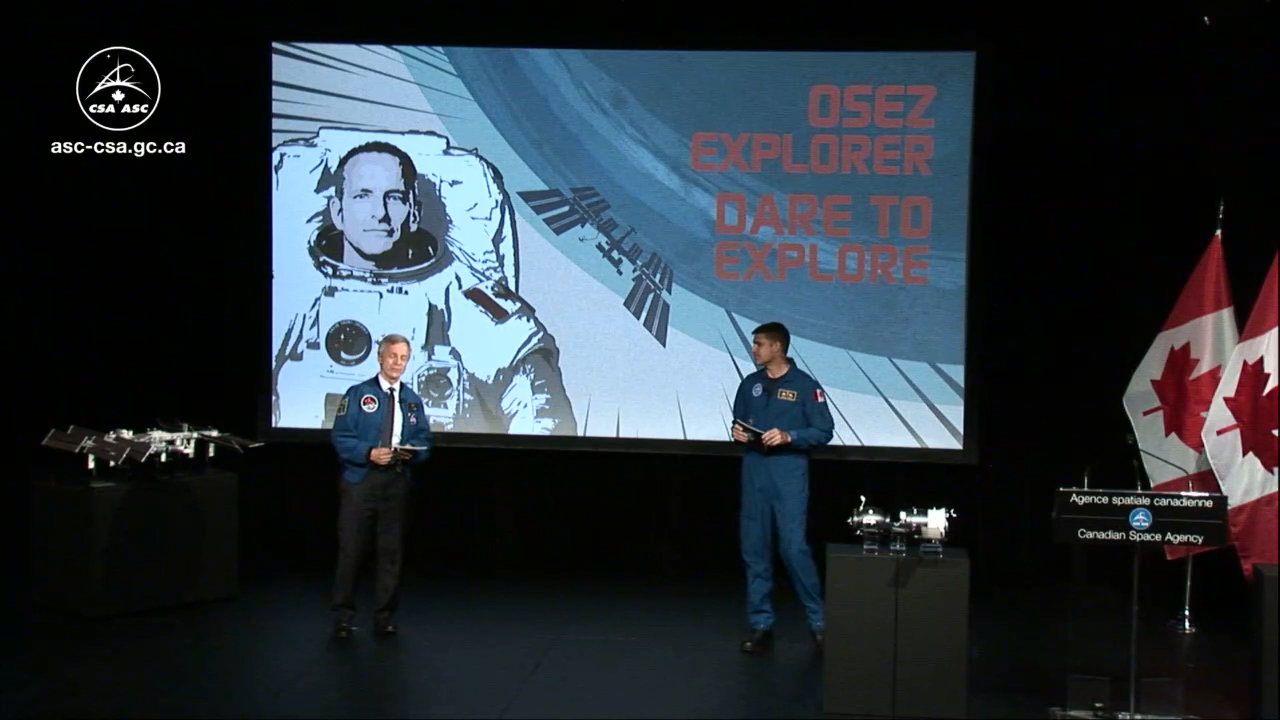 CSA ASC
asc-csa.gc.ca
OSEZ
EXPLORER
DARE TO
EXPLORE
Agence spatiale canadienne
Canadian Space Agency